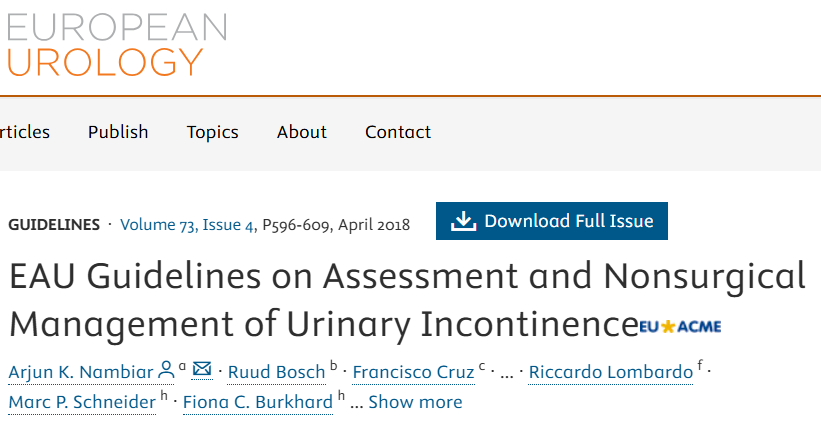 EUROPEAN
UROLOGY
rticles Publish Topics About Contact
GUIDELINES · Volume 73, Issue 4, P596-609, April 2018 Download Full Issue
EAU Guidelines on Assessment and Nonsurgical
Management of Urinary Incontinence EU ACME
Arjun K. Nambiar a · Ruud Bosch b · Francisco Cruz c · ... · Riccardo Lombardo f ·
Marc P. Schneider h · Fiona C. Burkhard h ... Show more